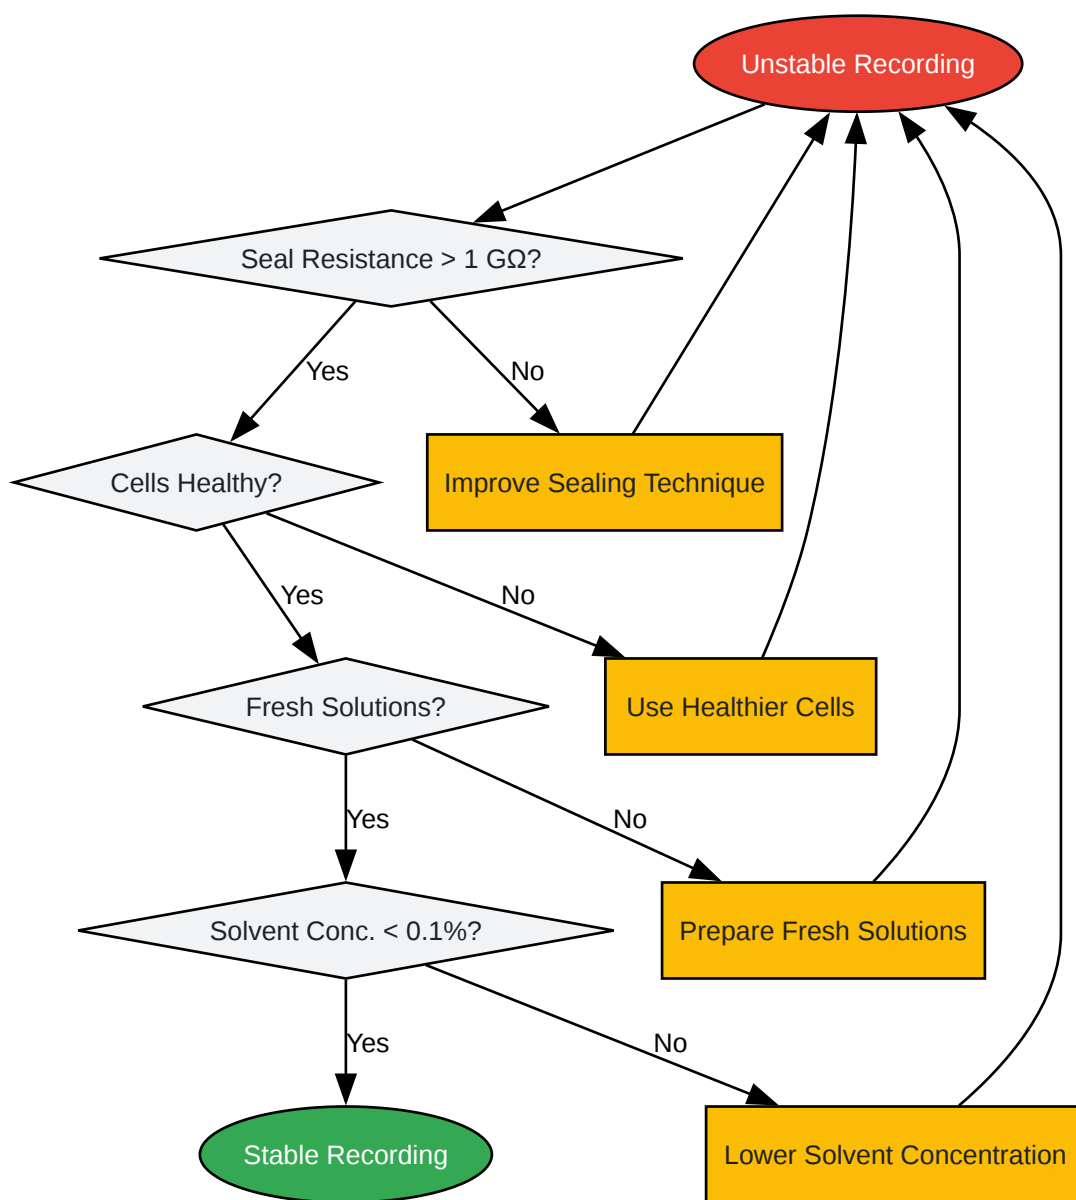 Unstable Recording
Seal Resistance > 1 GΩ?
Yes
No
Cells Healthy?
Improve Sealing Technique
Yes
No
Fresh Solutions?
Use Healthier Cells
Yes
No
Solvent Conc. < 0.1%?
Prepare Fresh Solutions
Yes
No
Stable Recording
Lower Solvent Concentration